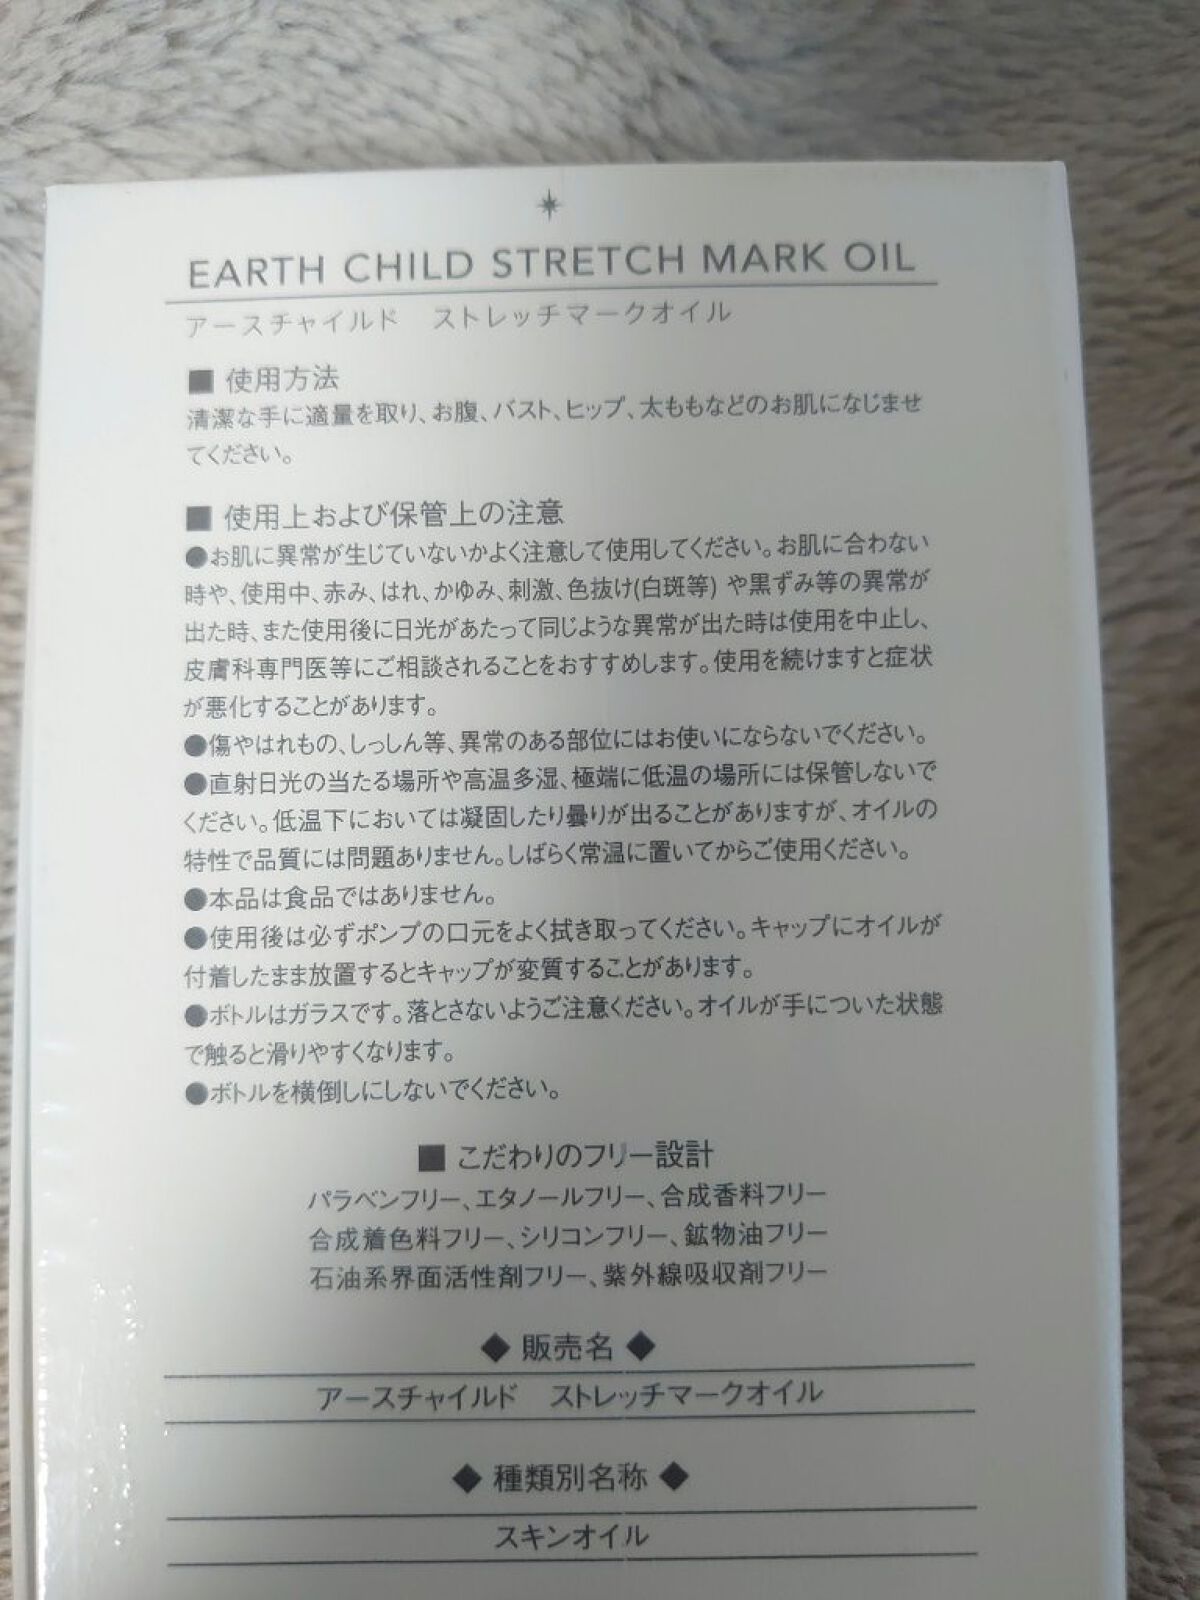 EARTH CHILD STRETCH MARK OIL
アースチャイルド ストレッチマークオイル
■ 使用方法
清潔な手に適量を取り、お腹、バスト、ヒップ、太ももなどのお肌になじませ
てください。
■ 使用上および保管上の注意
●お肌に異常が生じていないかよく注意して使用してください。お肌に合わない
時や、使用中、赤み、はれ、かゆみ、刺激、色抜け(白斑等) や黒ずみ等の異常が
出た時、また使用後に日光があたって同じような異常が出た時は使用を中止し、
皮膚科専門医等にご相談されることをおすすめします。使用を続けますと症状
が悪化することがあります。
●傷やはれもの、しっしん等、異常のある部位にはお使いにならないでください。
●直射日光の当たる場所や高温多湿、極端に低温の場所には保管しないで
ください。低温下においては凝固したり曇りが出ることがありますが、オイルの
特性で品質には問題ありません。しばらく常温に置いてからご使用ください。
●本品は食品ではありません。
●使用後は必ずポンプの口元をよく拭き取ってください。キャップにオイルが
付着したまま放置するとキャップが変質することがあります。
●ボトルはガラスです。落とさないようご注意ください。オイルが手についた状態
で触ると滑りやすくなります。
●ボトルを横倒しにしないでください。
■ こだわりのフリー設計
パラベンフリー、エタノールフリー、合成香料フリー
合成着色料フリー、シリコンフリー、鉱物油フリー
石油系界面活性剤フリー、紫外線吸収剤フリー
◆ 販売名 ◆
アースチャイルド ストレッチマークオイル
◆ 種類別名称 ◆
スキンオイル